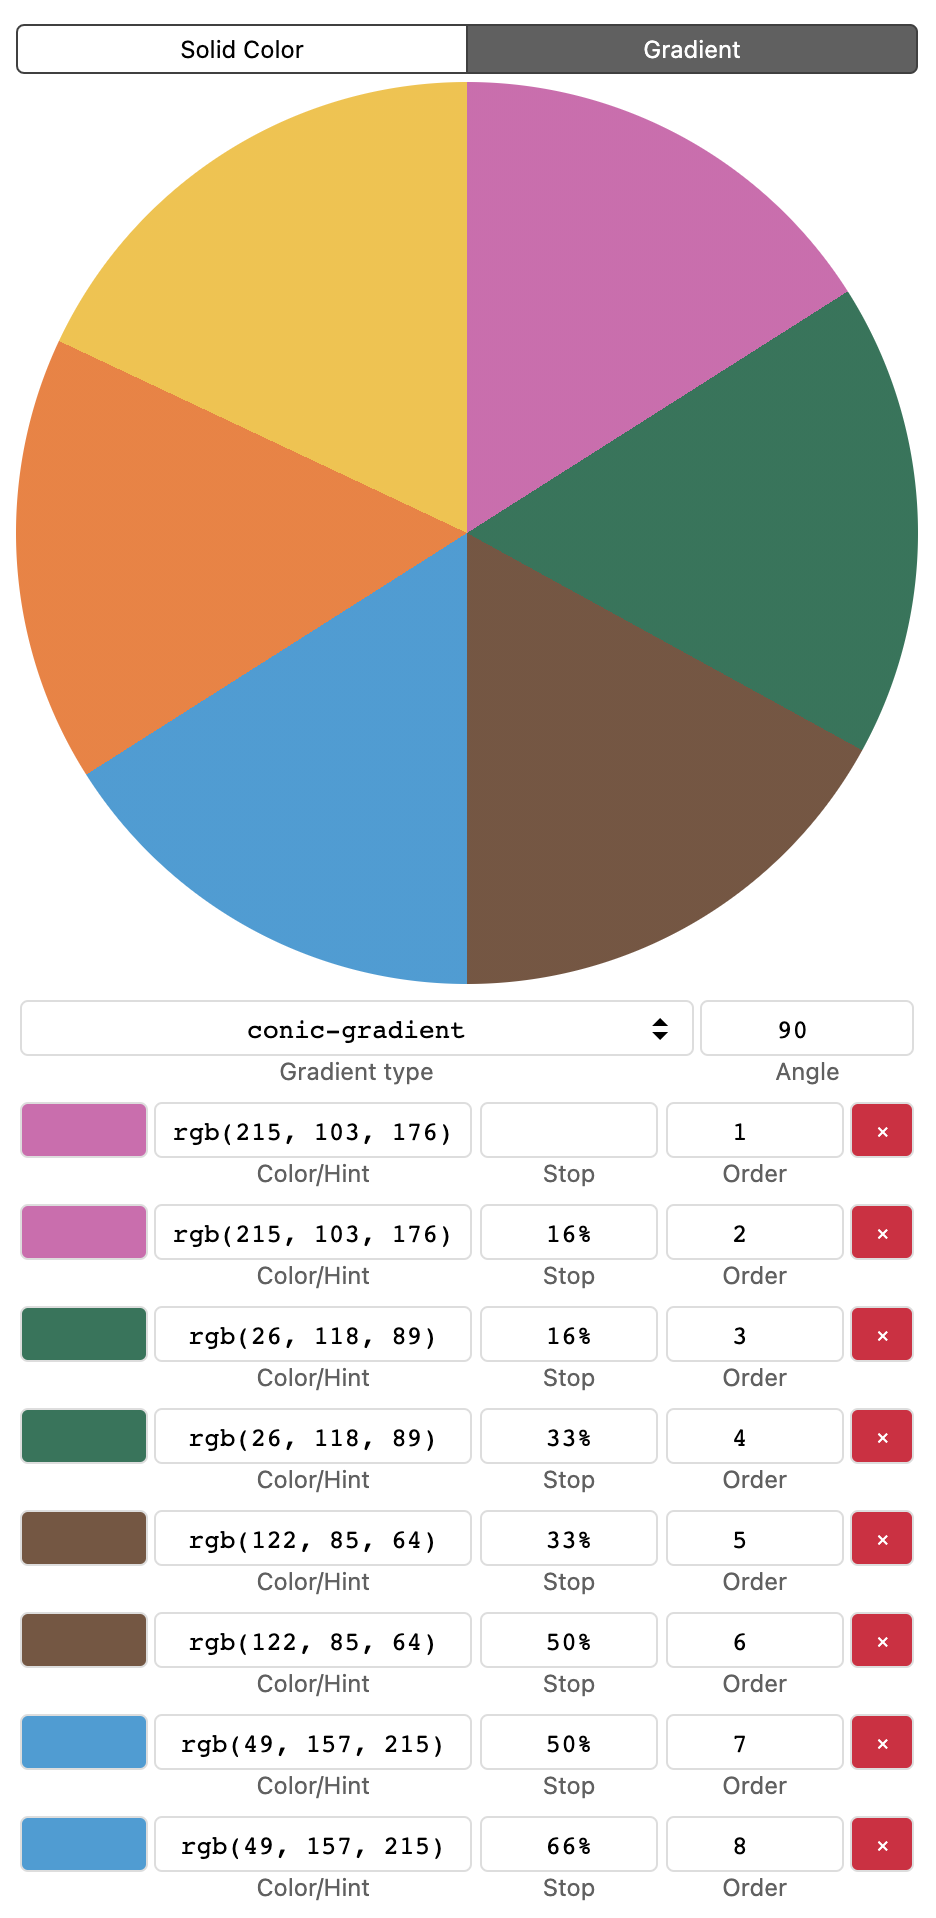 Solid Color Gradient
conic-gradient 90
Gradient type Angle
rgb(215, 103, 176) 1 ×
Color/Hint Stop Order
rgb(215, 103, 176) 16% 2 ×
Color/Hint Stop Order
rgb(26, 118, 89) 16% 3 ×
Color/Hint Stop Order
rgb(26, 118, 89) 33% 4 ×
Color/Hint Stop Order
rgb(122, 85, 64) 33% 5 ×
Color/Hint Stop Order
rgb(122, 85, 64) 50% 6 ×
Color/Hint Stop Order
rgb(49, 157, 215) 50% 7 ×
Color/Hint Stop Order
rgb(49, 157, 215) 66% 8 ×
Color/Hint Stop Order